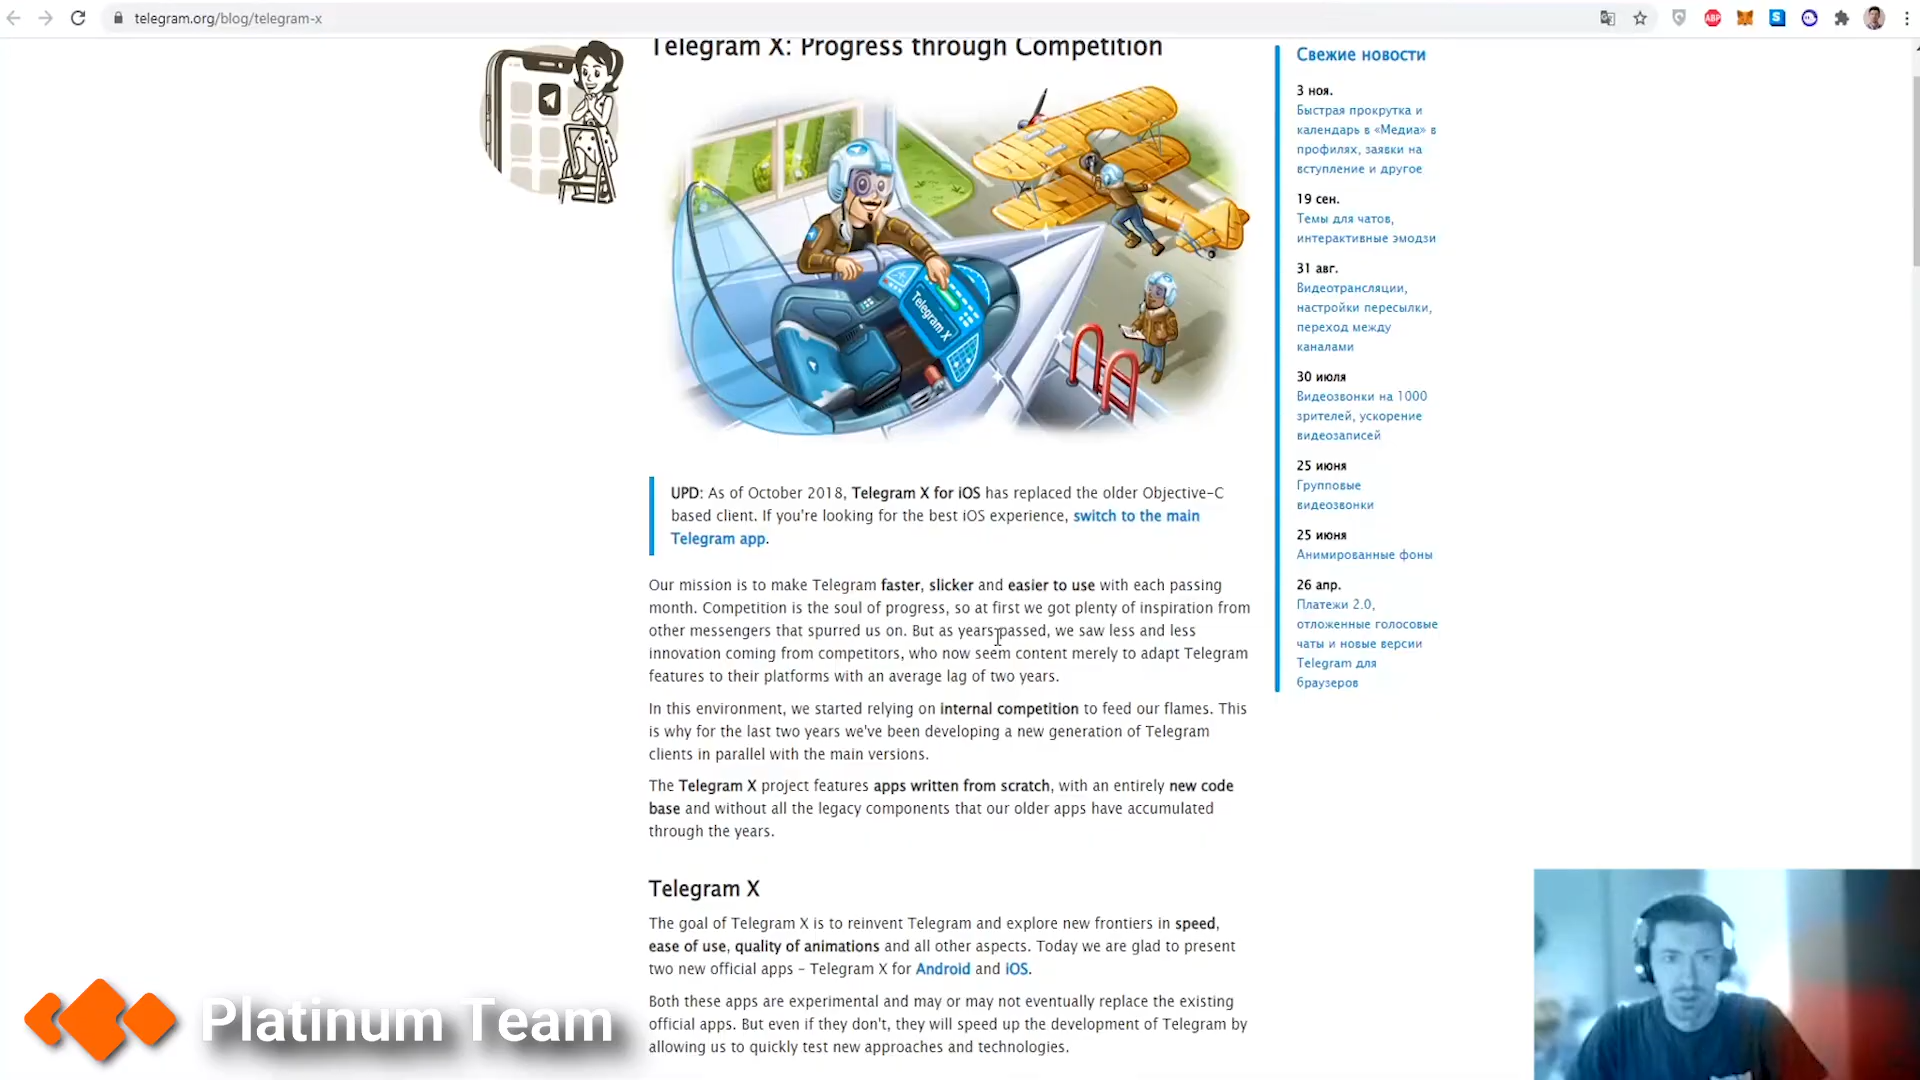 telegram.org/blog/telegram-x
Telegram X: Progress through Competition
Telegram X
UPD: As of October 2018, Telegram X for iOS has replaced the older Objective-C
based client. If you're looking for the best iOS experience, switch to the main
Telegram app.
Our mission is to make Telegram faster, slicker and easier to use with each passing
month. Competition is the soul of progress, so at first we got plenty of inspiration from
other messengers that spurred us on. But as years passed, we saw less and less
innovation coming from competitors, who now seem content merely to adapt Telegram
features to their platforms with an average lag of two years.
In this environment, we started relying on internal competition to feed our flames. This
is why for the last two years we've been developing a new generation of Telegram
clients in parallel with the main versions.
The Telegram X project features apps written from scratch, with an entirely new code
base and without all the legacy components that our older apps have accumulated
through the years.
Telegram X
The goal of Telegram X is to reinvent Telegram and explore new frontiers in speed,
ease of use, quality of animations and all other aspects. Today we are glad to present
two new official apps – Telegram X for Android and iOS.
Both these apps are experimental and may or may not eventually replace the existing
official apps. But even if they don't, they will speed up the development of Telegram by
allowing us to quickly test new approaches and technologies.
Свежие новости
3 ноя.
Быстрая прокрутка и
календарь в «Медиа» в
профилях, заявки на
вступление и другое
19 сен.
Темы для чатов,
интерактивные эмодзи
31 авг.
Видеотрансляции,
настройки пересылки,
переход между
каналами
30 июля
Видеозвонки на 1000
зрителей, ускорение
видеозаписей
25 июня
Групповые
видеозвонки
25 июня
Анимированные фоны
26 апр.
Платежи 2.0,
отложенные голосовые
чаты и новые версии
Telegram для
браузеров
ABP
S
Platinum Team